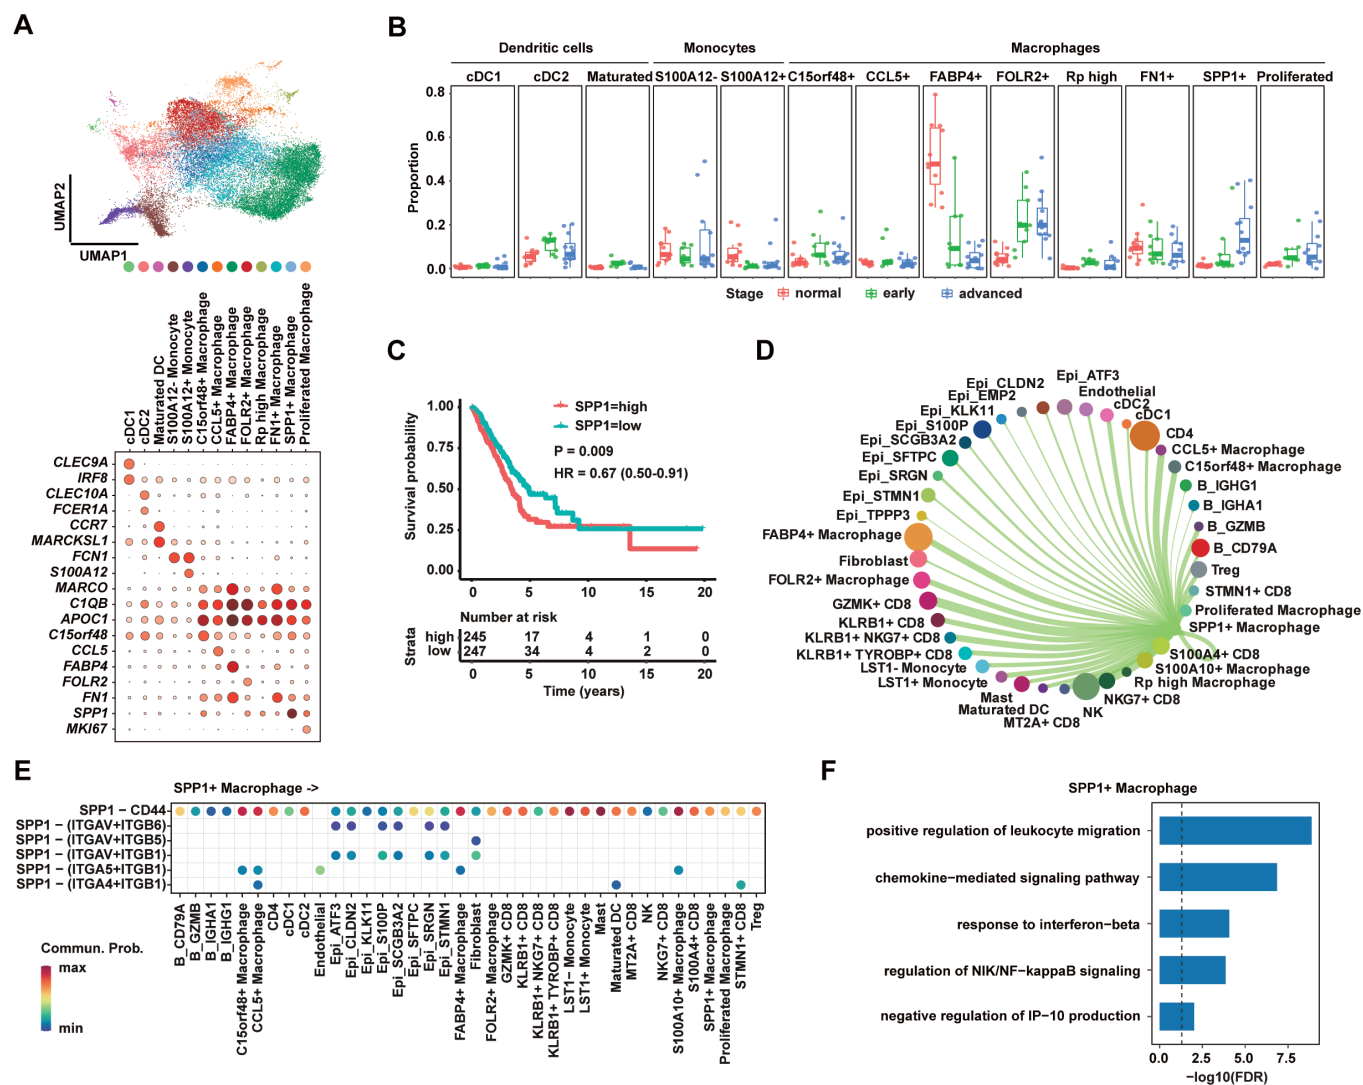 A
UMAP2
UMAP1
cDC1
cDC2
Maturated DC
S100A12- Monocyte
S100A12+ Monocyte
C15orf48+ Macrophage
CCL5+ Macrophage
FABP4+ Macrophage
FOLR2+ Macrophage
Rp high Macrophage
FN1+ Macrophage
SPP1+ Macrophage
Proliferated Macrophage
CLEC9A
IRF8
CLEC10A
FCER1A
CCR7
MARCKSL1
FCN1
S100A12
MARCO
C1QB
APOC1
C15orf48
CCL5
FABP4
FOLR2
FN1
SPP1
MKI67
B
Dendritic cells Monocytes Macrophages
cDC1 cDC2 Maturated S100A12- S100A12+ C15orf48+ CCL5+ FABP4+ FOLR2+ Rp high FN1+ SPP1+ Proliferated
Proportion
0.8
0.6
0.4
0.2
0.0
Stage normal early advanced
C
Survival probability
1.00
0.75
0.50
0.25
0.00
SPP1=high
SPP1=low
P = 0.009
HR = 0.67 (0.50-0.91)
0 5 10 15 20
Number at risk
Strata
high 245 17 4 1 0
low 247 34 4 2 0
0 5 10 15 20
Time (years)
D
Epi_ATF3
Epi_CLDN2
Endothelial
Epi_EMP2
cDC2
Epi_KLK11
cDC1
Epi_S100P
CD4
Epi_SCGB3A2
CCL5+ Macrophage
Epi_SFTPC
C15orf48+ Macrophage
Epi_SRGN
B_IGHG1
Epi_STMN1
B_IGHA1
Epi_TPPP3
B_GZMB
FABP4+ Macrophage
B_CD79A
Fibroblast
Treg
FOLR2+ Macrophage
STMN1+ CD8
GZMK+ CD8
Proliferated Macrophage
KLRB1+ CD8
SPP1+ Macrophage
KLRB1+ NKG7+ CD8
KLRB1+ TYROBP+ CD8
S100A4+ CD8
LST1- Monocyte
S100A10+ Macrophage
LST1+ Monocyte
Rp high Macrophage
Mast
NKG7+ CD8
Maturated DC
NK
MT2A+ CD8
E
SPP1+ Macrophage ->
SPP1 − CD44
SPP1 − (ITGAV+ITGB6)
SPP1 − (ITGAV+ITGB5)
SPP1 − (ITGAV+ITGB1)
SPP1 − (ITGA5+ITGB1)
SPP1 − (ITGA4+ITGB1)
B_CD79A
B_GZMB
B_IGHA1
B_IGHG1
C15orf48+ Macrophage
CCL5+ Macrophage
CD4
cDC1
cDC2
Endothelial
Epi_ATF3
Epi_CLDN2
Epi_KLK11
Epi_S100P
Epi_SCGB3A2
Epi_SFTPC
Epi_SRGN
Epi_STMN1
FABP4+ Macrophage
Fibroblast
FOLR2+ Macrophage
GZMK+ CD8
KLRB1+ CD8
KLRB1+ NKG7+ CD8
KLRB1+ TYROBP+ CD8
LST1- Monocyte
LST1+ Monocyte
Mast
Maturated DC
MT2A+ CD8
NK
NKG7+ CD8
S100A10+ Macrophage
S100A4+ CD8
SPP1+ Macrophage
Proliferated Macrophage
STMN1+ CD8
Treg
Commun. Prob.
max
min
F
SPP1+ Macrophage
positive regulation of leukocyte migration
chemokine−mediated signaling pathway
response to interferon−beta
regulation of NIK/NF−kappaB signaling
negative regulation of IP−10 production
0.0 2.5 5.0 7.5
−log10(FDR)